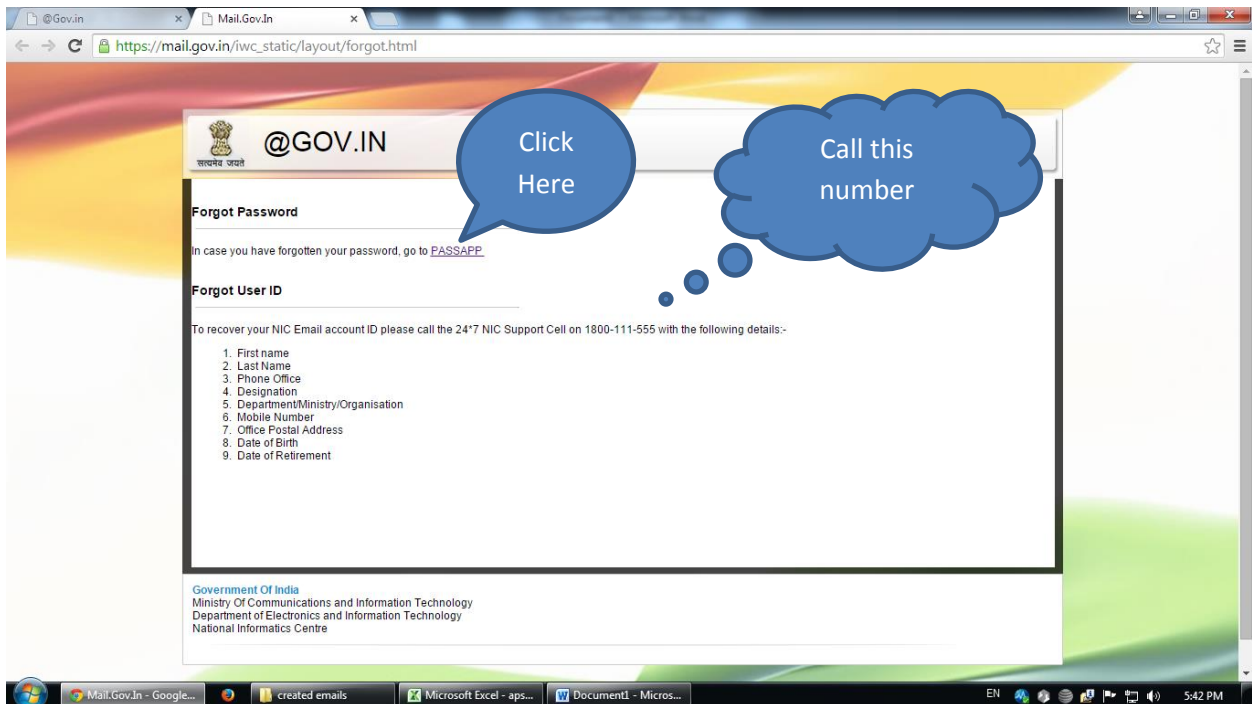 @Gov.in
Mail.Gov.In
https://mail.gov.in/iwc_static/layout/forgot.html
सत्यमेव जयते
@GOV.IN
Click
Here
Call this
number
Forgot Password
In case you have forgotten your password, go to PASSAPP
Forgot User ID
To recover your NIC Email account ID please call the 24*7 NIC Support Cell on 1800-111-555 with the following details:-
1. First name
2. Last Name
3. Phone Office
4. Designation
5. Department/Ministry/Organisation
6. Mobile Number
7. Office Postal Address
8. Date of Birth
9. Date of Retirement
Government Of India
Ministry Of Communications and Information Technology
Department of Electronics and Information Technology
National Informatics Centre
Mail.Gov.In - Google...
created emails
Microsoft Excel - aps...
Document1 - Micros...
EN
5:42 PM